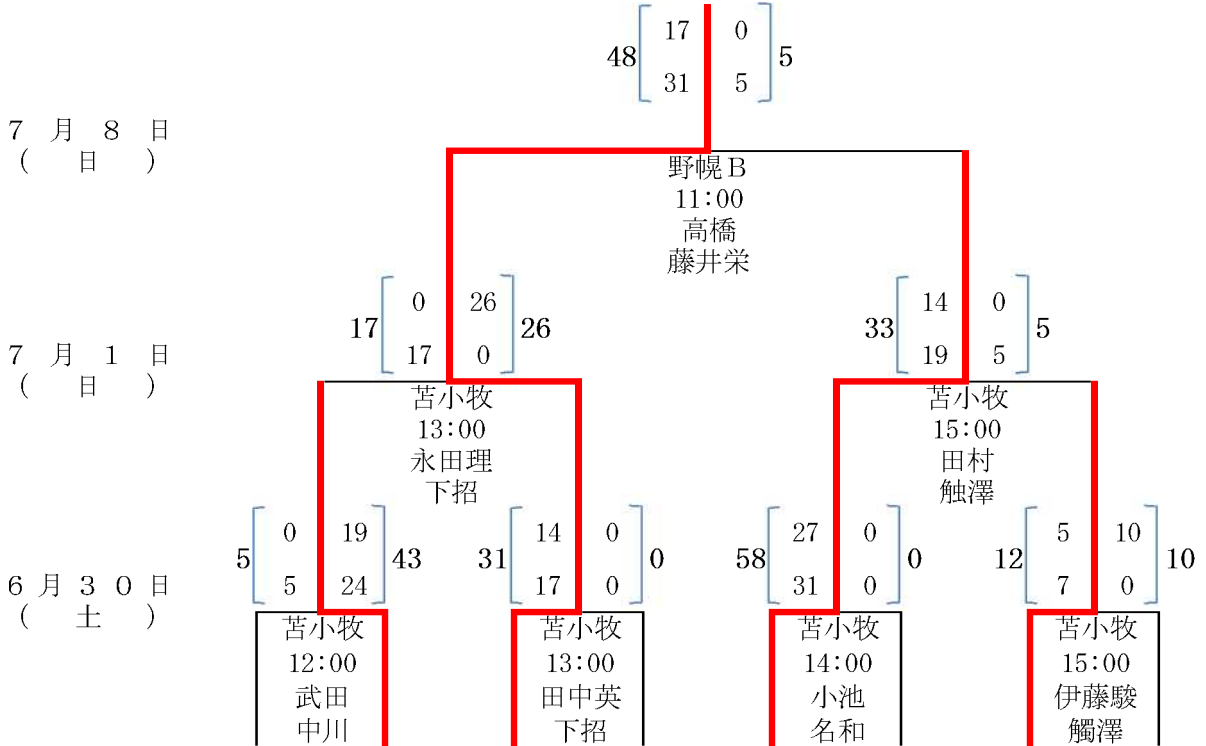 17 0
48 5
31 5
7 月 8 日
( 日 )
野幌B
11:00
高橋
藤井栄
0 26
17 26
17 0
14 0
33 5
19 5
7 月 1 日
( 日 )
苫小牧
13:00
永田理
下招
苫小牧
15:00
田村
触澤
0 19
5 43
5 24
14 0
31 0
17 0
27 0
58 0
31 0
5 10
12 10
7 0
6 月 3 0 日
( 土 )
苫小牧
12:00
武田
中川
苫小牧
13:00
田中英
下招
苫小牧
14:00
小池
名和
苫小牧
15:00
伊藤駿
觸澤